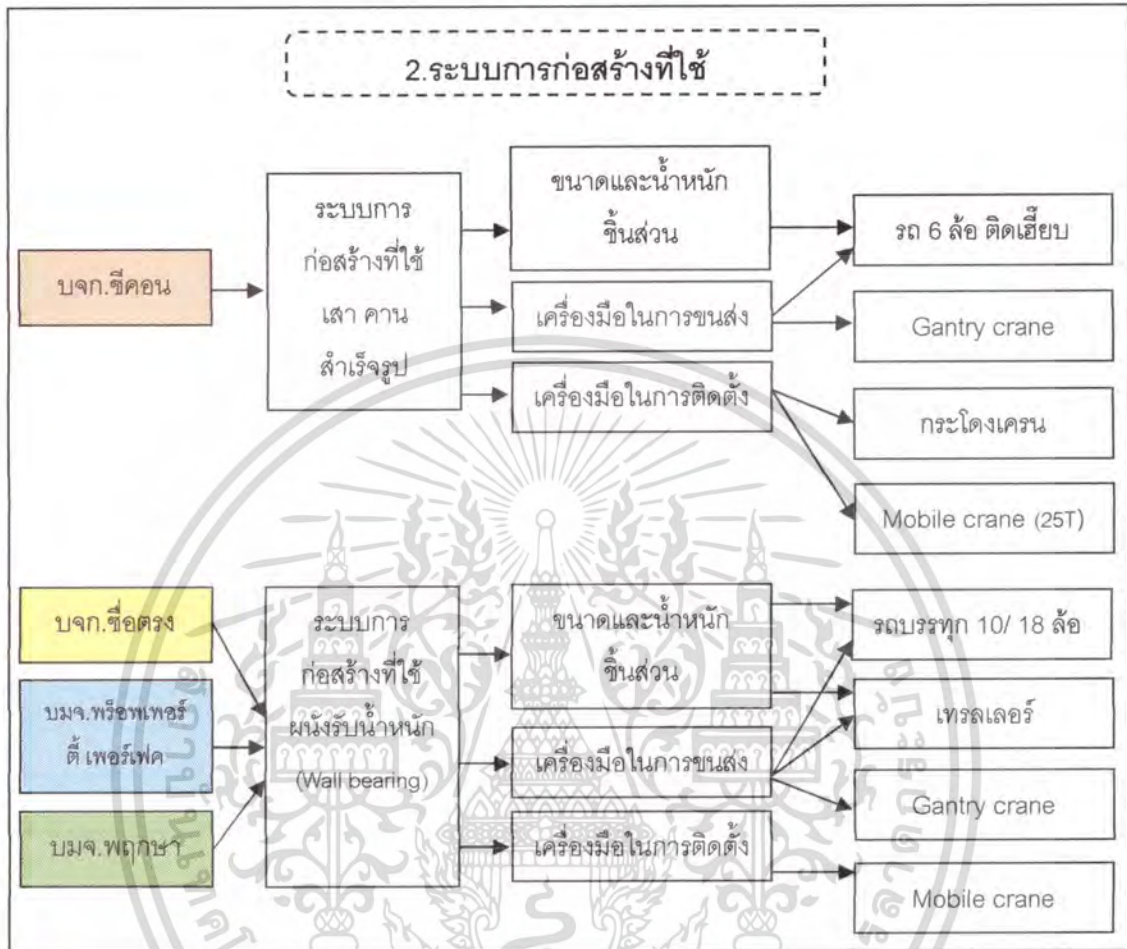 2.ระบบการก่อสร้างที่ใช้
บจก.ซีคอน
ระบบการ
ก่อสร้างที่ใช้
เสา คาน
สำเร็จรูป
ขนาดและน้ำหนัก
ชิ้นส่วน
เครื่องมือในการขนส่ง
เครื่องมือในการติดตั้ง
รถ 6 ล้อ ติดเฮี๊ยบ
Gantry crane
กระโดงเครน
Mobile crane (25T)
บจก.ซื่อตรง
บมจ.พร็อพเพอร์
ตี้ เพอร์เฟค
บมจ.พฤกษา
ระบบการ
ก่อสร้างที่ใช้
ผนังรับน้ำหนัก
(Wall bearing)
ขนาดและน้ำหนัก
ชิ้นส่วน
เครื่องมือในการขนส่ง
เครื่องมือในการติดตั้ง
รถบรรทุก 10/ 18 ล้อ
เทรลเลอร์
Gantry crane
Mobile crane